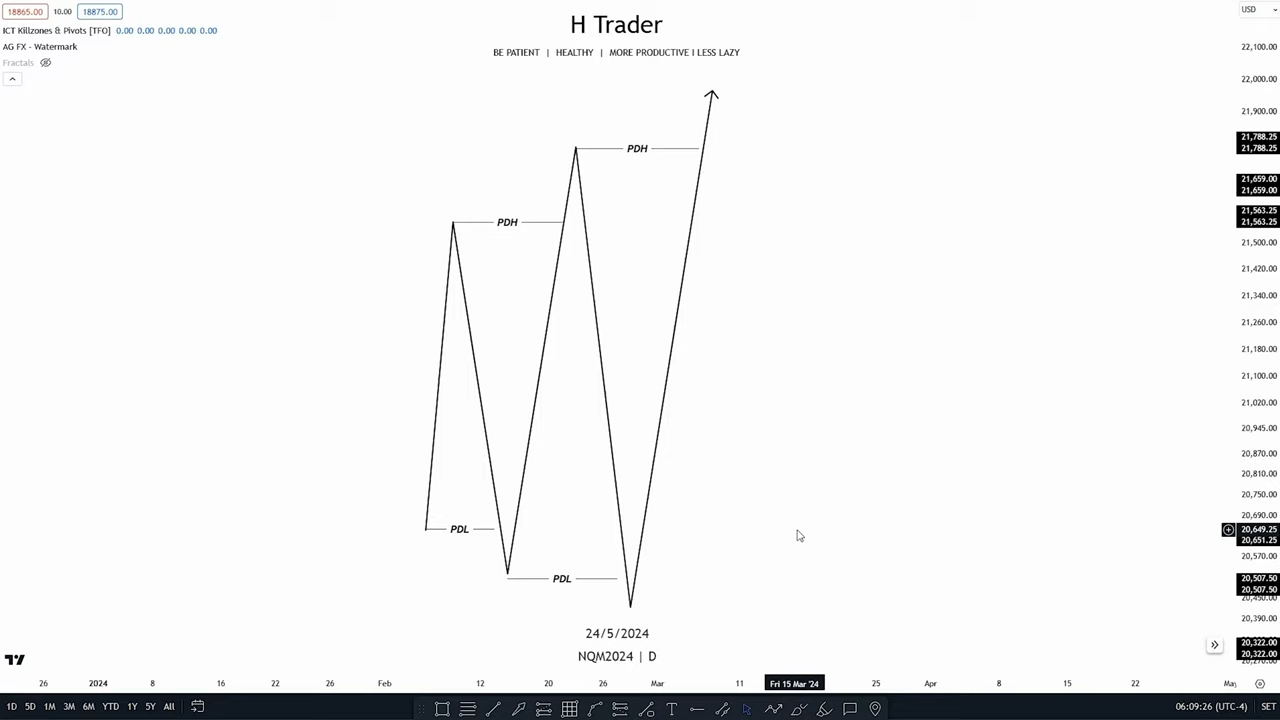 18865.00 10.00 18875.00
ICT Killzones & Pivots [TFO] 0.00 0.00 0.00 0.00 0.00
AG FX - Watermark
Fractals
H Trader
BE PATIENT | HEALTHY | MORE PRODUCTIVE I LESS LAZY
USD
22,100.00
22,000.00
21,900.00
21,788.25
21,788.25
21,659.00
21,659.00
21,563.25
21,563.25
21,500.00
21,420.00
21,340.00
21,260.00
21,180.00
21,100.00
21,020.00
20,945.00
20,870.00
20,810.00
20,750.00
20,690.00
20,649.25
20,651.25
20,570.00
20,507.50
20,507.50
20,450.00
20,390.00
20,322.00
20,322.00
20,270.00
PDH
PDH
PDL
PDL
24/5/2024
NQM2024 | D
26 2024 8 16 22 26 Feb 12 20 26 Mar 11 Fri 15 Mar '24 25 Apr 8 15 22 May
1D 5D 1M 3M 6M YTD 1Y 5Y All
06:09:26 (UTC-4) SET